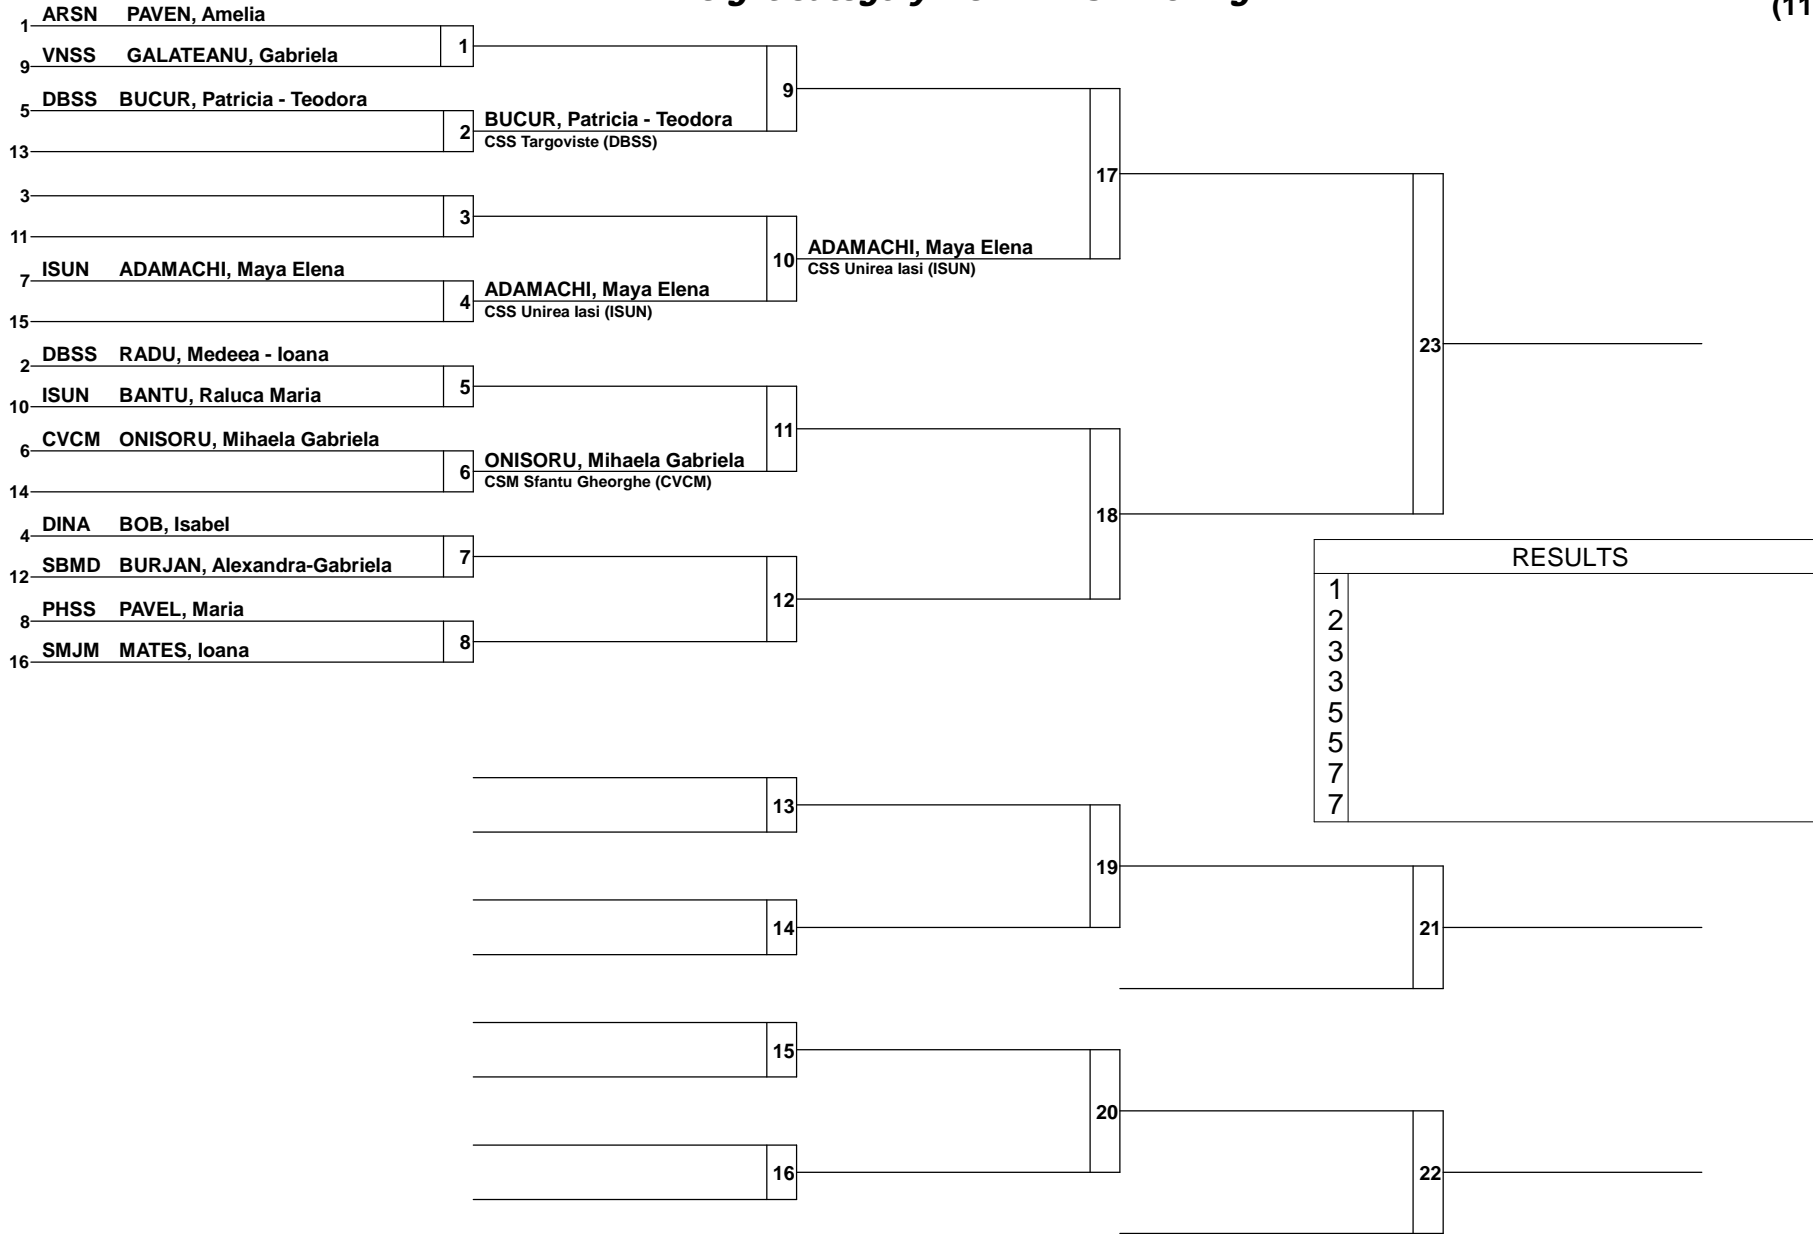 (11
1 ARSN PAVEN, Amelia
9 VNSS GALATEANU, Gabriela
1
5 DBSS BUCUR, Patricia - Teodora
13
2
BUCUR, Patricia - Teodora
CSS Targoviste (DBSS)
9
3
11
3
7 ISUN ADAMACHI, Maya Elena
15
4
ADAMACHI, Maya Elena
CSS Unirea Iasi (ISUN)
10
ADAMACHI, Maya Elena
CSS Unirea Iasi (ISUN)
17
2 DBSS RADU, Medeea - Ioana
10 ISUN BANTU, Raluca Maria
5
6 CVCM ONISORU, Mihaela Gabriela
14
6
ONISORU, Mihaela Gabriela
CSM Sfantu Gheorghe (CVCM)
11
4 DINA BOB, Isabel
12 SBMD BURJAN, Alexandra-Gabriela
7
8 PHSS PAVEL, Maria
16 SMJM MATES, Ioana
8
12
18
23
RESULTS
1
2
3
3
5
5
7
7
13
14
19
21
15
16
20
22